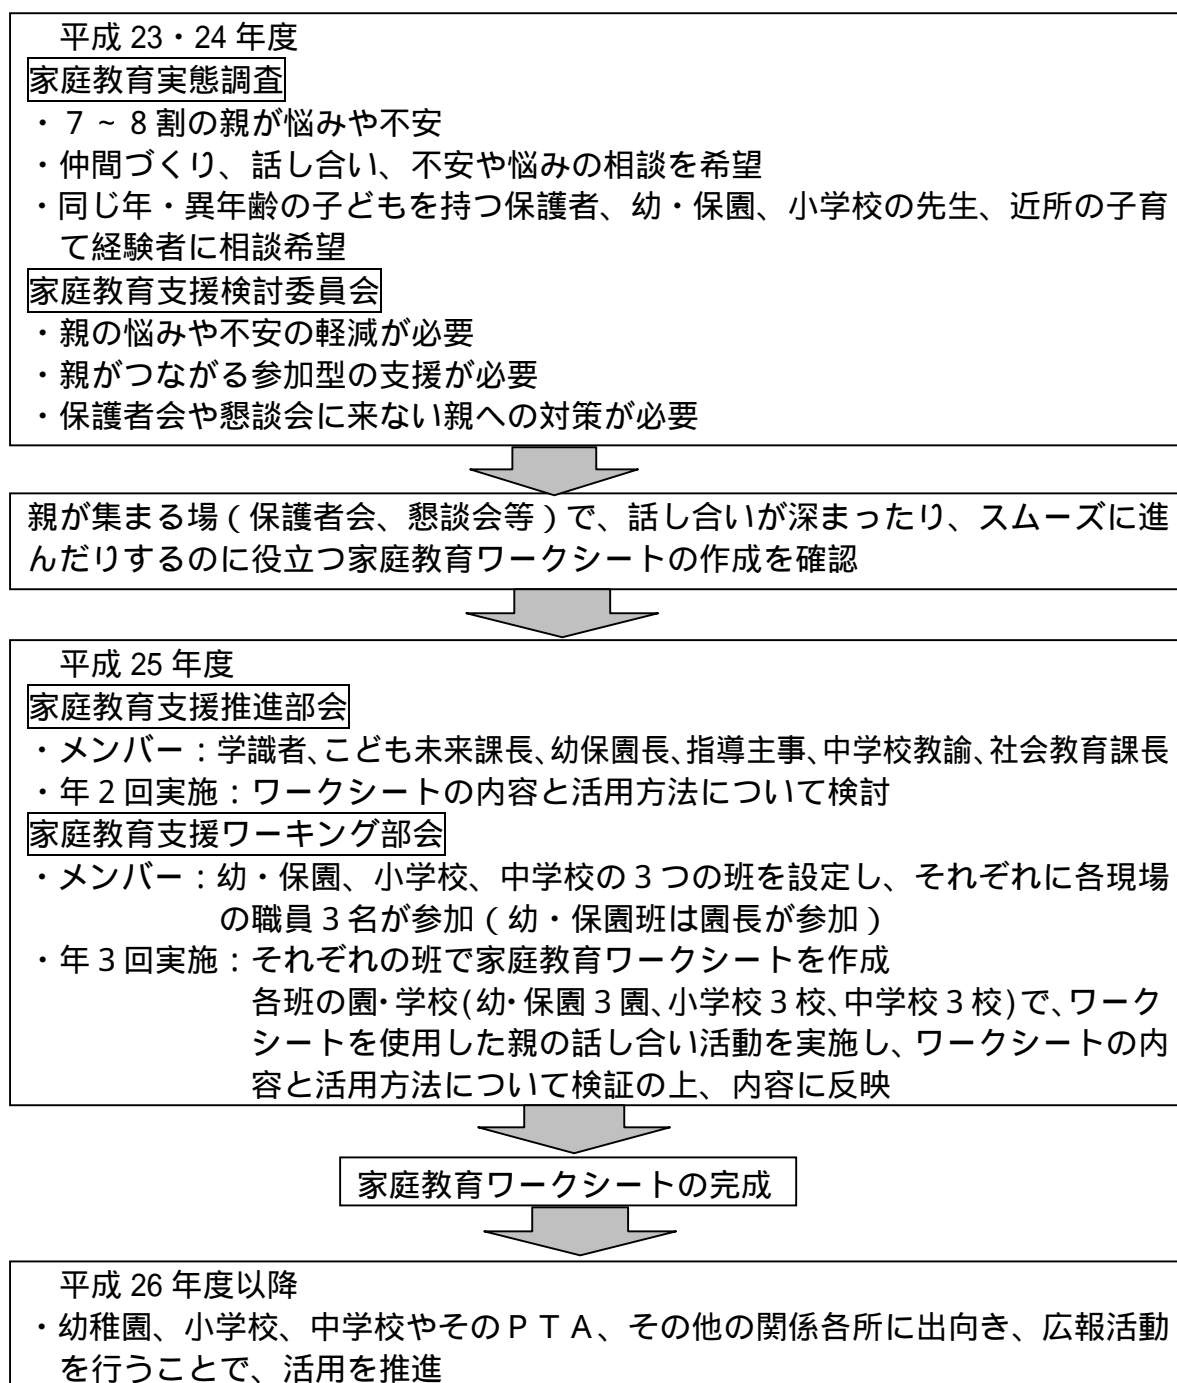 平成 23・24 年度
家庭教育実態調査
・７～８割の親が悩みや不安
・仲間づくり、話し合い、不安や悩みの相談を希望
・同じ年・異年齢の子どもを持つ保護者、幼・保園、小学校の先生、近所の子育
て経験者に相談希望
家庭教育支援検討委員会
・親の悩みや不安の軽減が必要
・親がつながる参加型の支援が必要
・保護者会や懇談会に来ない親への対策が必要
親が集まる場（保護者会、懇談会等）で、話し合いが深まったり、スムーズに進
んだりするのに役立つ家庭教育ワークシートの作成を確認
平成 25 年度
家庭教育支援推進部会
・メンバー：学識者、こども未来課長、幼保園長、指導主事、中学校教諭、社会教育課長
・年２回実施：ワークシートの内容と活用方法について検討
家庭教育支援ワーキング部会
・メンバー：幼・保園、小学校、中学校の３つの班を設定し、それぞれに各現場
の職員３名が参加（幼・保園班は園長が参加）
・年３回実施：それぞれの班で家庭教育ワークシートを作成
各班の園・学校(幼・保園３園、小学校３校、中学校３校)で、ワーク
シートを使用した親の話し合い活動を実施し、ワークシートの内
容と活用方法について検証の上、内容に反映
家庭教育ワークシートの完成
平成 26 年度以降
・幼稚園、小学校、中学校やそのＰＴＡ、その他の関係各所に出向き、広報活動
を行うことで、活用を推進